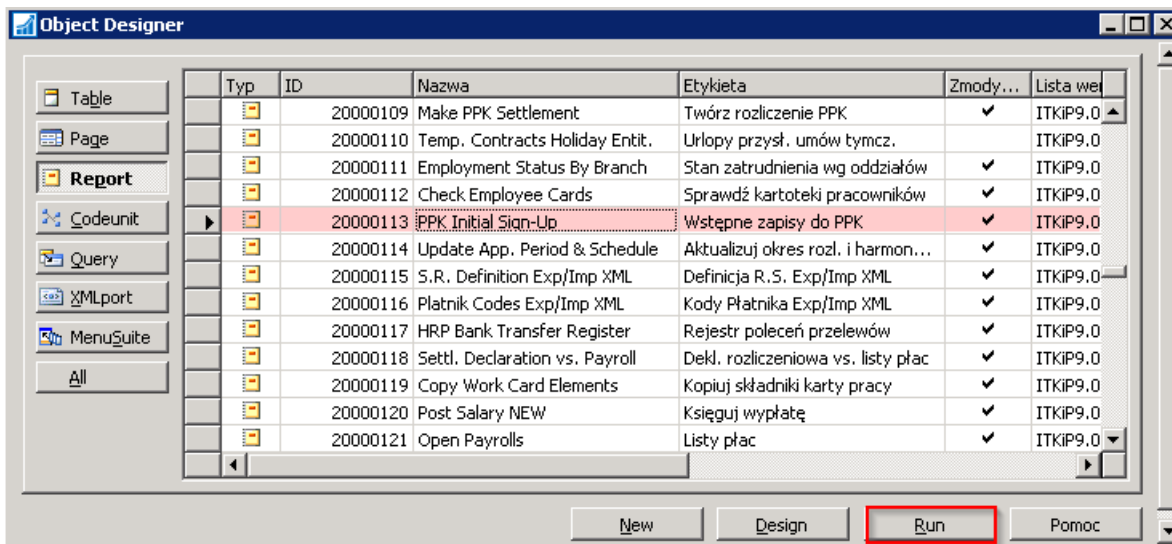 Object Designer
Typ ID Nazwa Etykieta Zmody... Lista wer
Table
Page
Report
Codeunit
Query
XMLport
MenuSuite
All
20000109 Make PPK Settlement Twórz rozliczenie PPK ITKiP9.0
20000110 Temp. Contracts Holiday Entit. Urlopy przysł. umów tymcz. ITKiP9.0
20000111 Employment Status By Branch Stan zatrudnienia wg oddziałów ITKiP9.0
20000112 Check Employee Cards Sprawdź kartoteki pracowników ITKiP9.0
20000113 PPK Initial Sign-Up Wstępne zapisy do PPK ITKiP9.0
20000114 Update App. Period & Schedule Aktualizuj okres rozl. i harmon... ITKiP9.0
20000115 S.R. Definition Exp/Imp XML Definicja R.S. Exp/Imp XML ITKiP9.0
20000116 Platnik Codes Exp/Imp XML Kody Płatnika Exp/Imp XML ITKiP9.0
20000117 HRP Bank Transfer Register Rejestr poleceń przelewów ITKiP9.0
20000118 Settl. Declaration vs. Payroll Dekl. rozliczeniowa vs. listy płac ITKiP9.0
20000119 Copy Work Card Elements Kopiuj składniki karty pracy ITKiP9.0
20000120 Post Salary NEW Księguj wypłatę ITKiP9.0
20000121 Open Payrolls Listy płac ITKiP9.0
New Design Run Pomoc